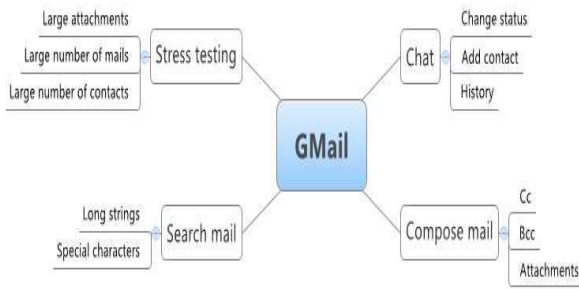 Large attachments
Large number of mails
Large number of contacts
Stress testing
Chat
Change status
Add contact
History
GMail
Long strings
Special characters
Search mail
Compose mail
Cc
Bcc
Attachments